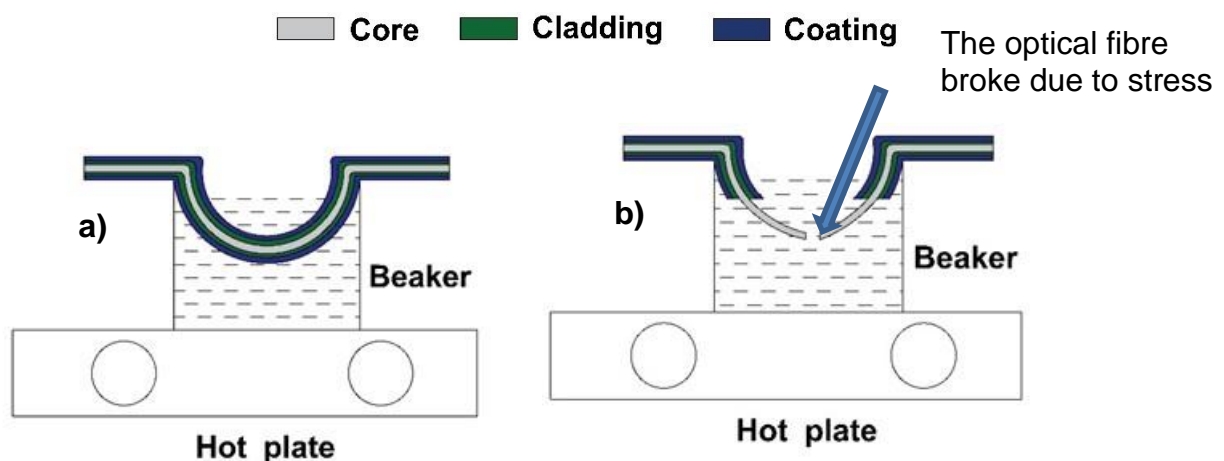 Core Cladding Coating
The optical fibre
broke due to stress
a)
Beaker
Hot plate
b)
Beaker
Hot plate